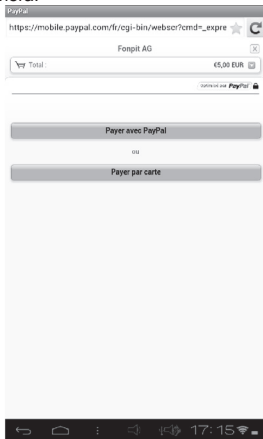 PayPal
https://mobile.paypal.com/fr/cgi-bin/webscr?cmd=_expre
Fonpit AG
Total : €5,00 EUR
PayPal
Payer avec PayPal
ou
Payer par carte
17:15